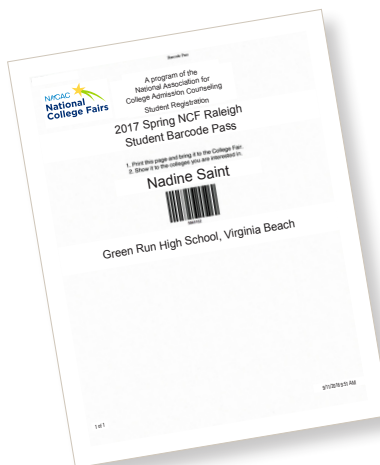 Barcode Pass
NACAC
National
College Fairs
A program of the
National Association for
College Admission Counseling
Student Registration
2017 Spring NCF Raleigh
Student Barcode Pass
1. Print this page and bring it to the College Fair.
2. Show it to the colleges you are interested in.
Nadine Saint
Green Run High School, Virginia Beach
1 of 1